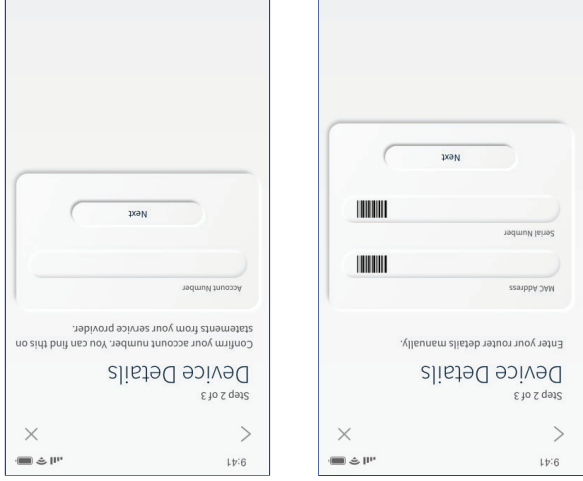 9:41
Step 2 of 3
Device Details
Enter your router details manually.
MAC Address
Serial Number
Next
9:41
Step 2 of 3
Device Details
Confirm your account number. You can find this on
statements from your service provider.
Account Number
Next